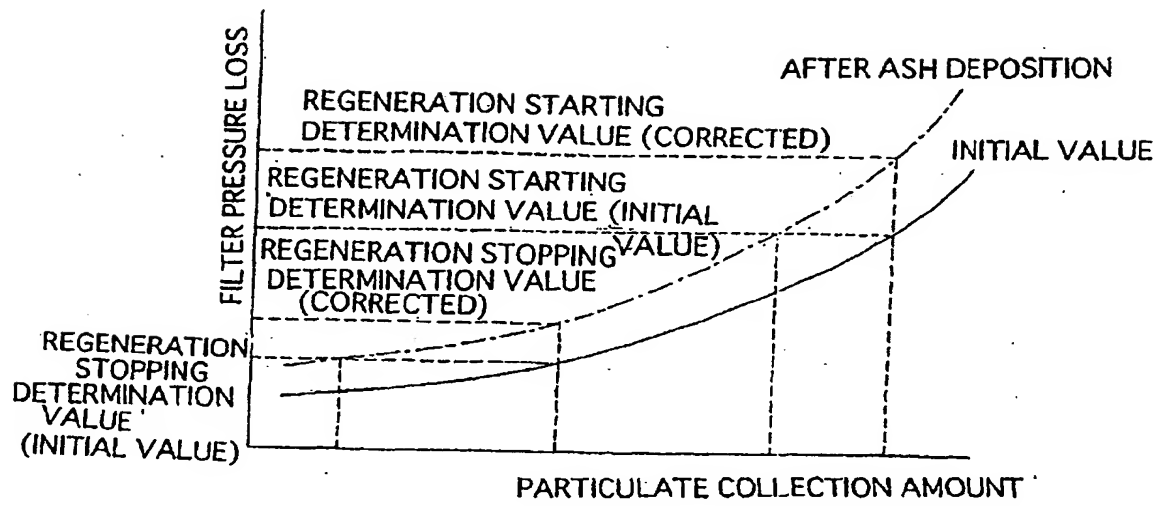 FILTER PRESSURE LOSS
AFTER ASH DEPOSITION
REGENERATION STARTING
DETERMINATION VALUE (CORRECTED)
INITIAL VALUE
REGENERATION STARTING
DETERMINATION VALUE (INITIAL
VALUE)
REGENERATION STOPPING
DETERMINATION VALUE
(CORRECTED)
REGENERATION
STOPPING
DETERMINATION
VALUE
(INITIAL VALUE)
PARTICULATE COLLECTION AMOUNT